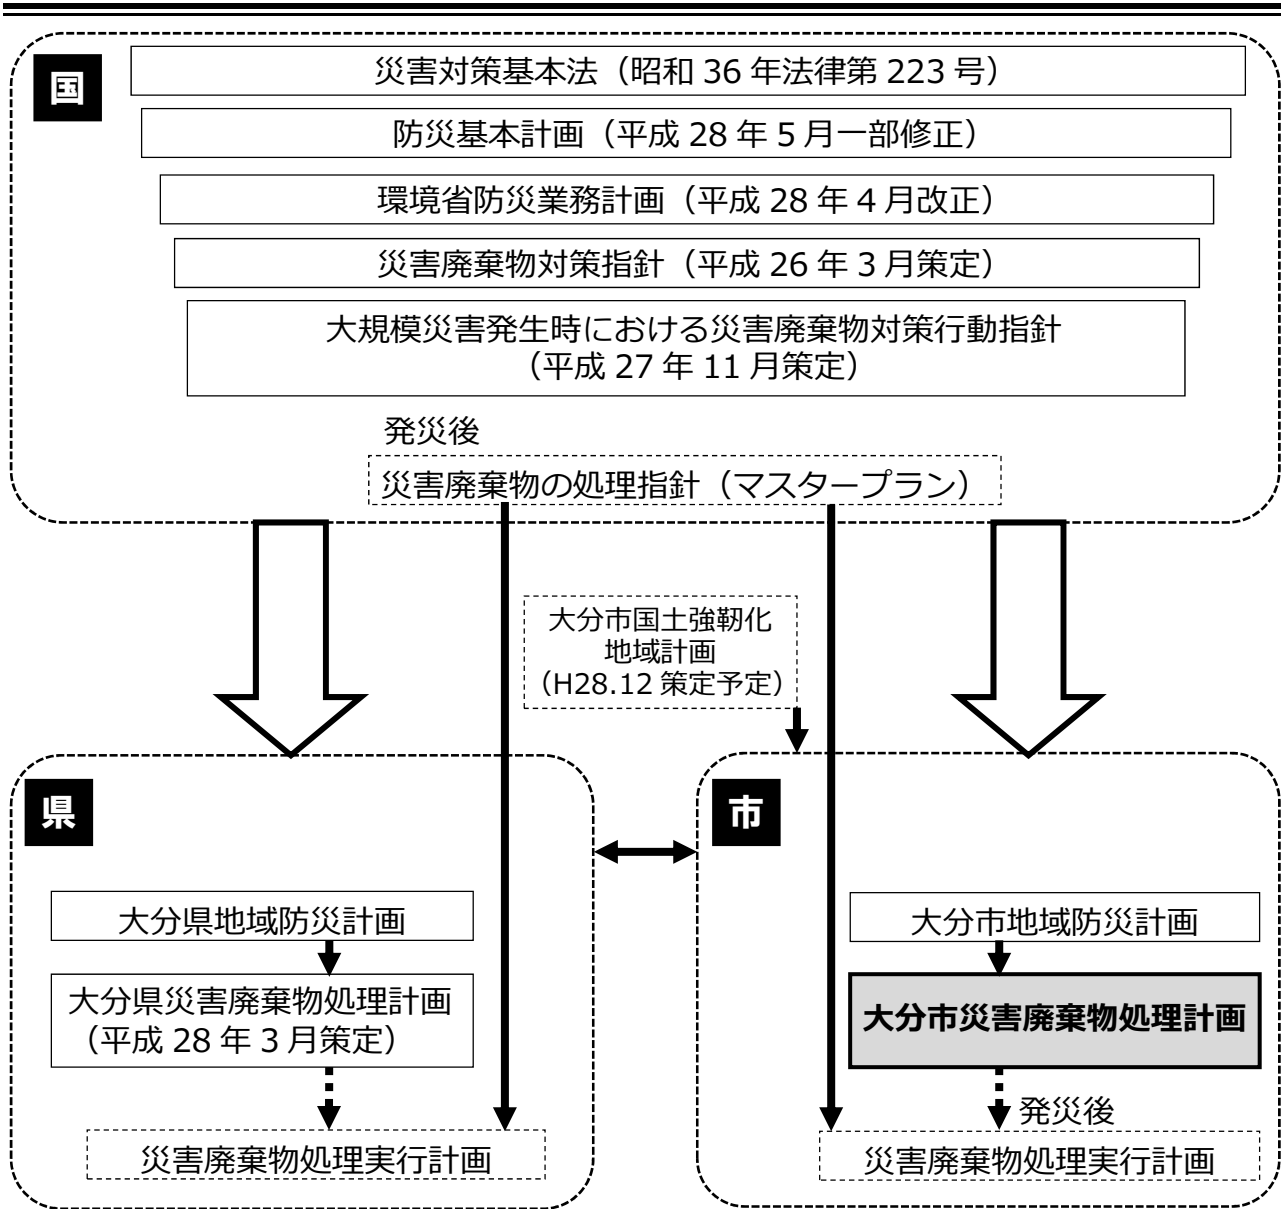 国
災害対策基本法（昭和 36 年法律第 223 号）
防災基本計画（平成 28 年 5 月一部修正）
環境省防災業務計画（平成 28 年 4 月改正）
災害廃棄物対策指針（平成 26 年 3 月策定）
大規模災害発生時における災害廃棄物対策行動指針
（平成 27 年 11 月策定）
発災後
災害廃棄物の処理指針（マスタープラン）
大分市国土強靭化
地域計画
（H28.12 策定予定）
県
大分県地域防災計画
大分県災害廃棄物処理計画
（平成 28 年 3 月策定）
災害廃棄物処理実行計画
市
大分市地域防災計画
大分市災害廃棄物処理計画
発災後
災害廃棄物処理実行計画